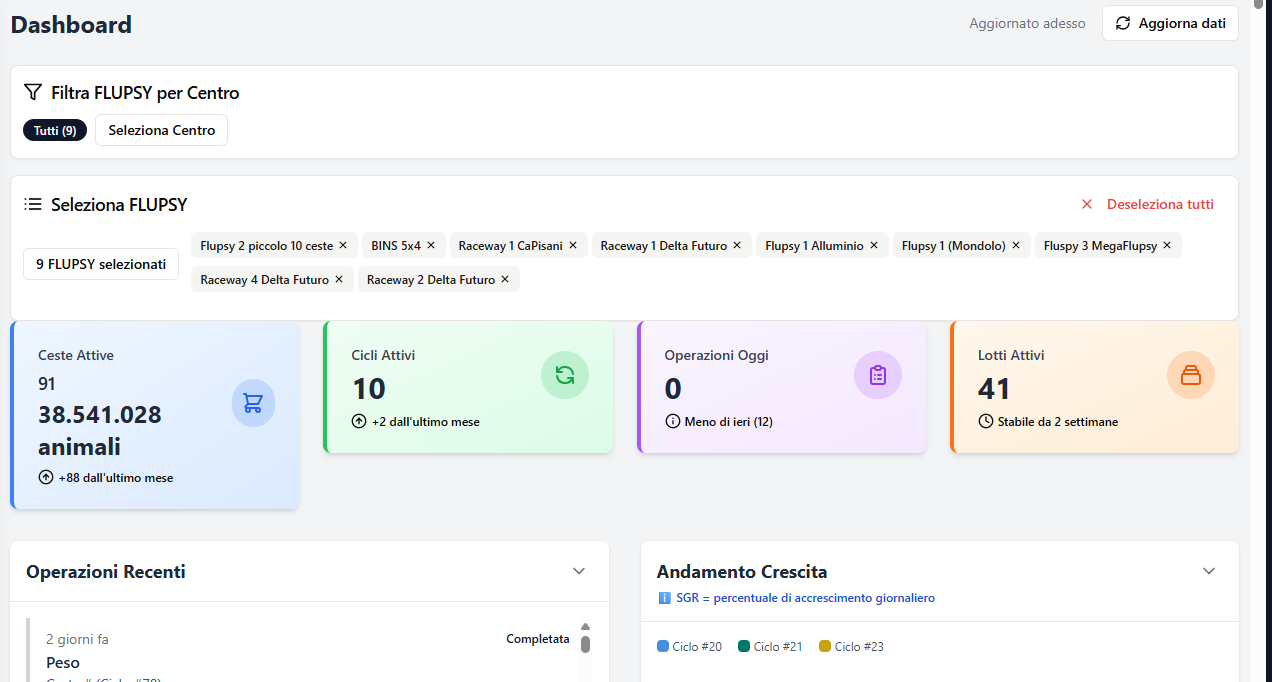 Dashboard
Aggiornato adesso
Aggiorna dati
Filtra FLUPSY per Centro
Tutti (9)
Seleziona Centro
Seleziona FLUPSY
Deseleziona tutti
9 FLUPSY selezionati
Flupsy 2 piccolo 10 ceste ×
BINS 5x4 ×
Raceway 1 CaPisani ×
Raceway 1 Delta Futuro ×
Flupsy 1 Alluminio ×
Flupsy 1 (Mondolo) ×
Fluspy 3 MegaFlupsy ×
Raceway 4 Delta Futuro ×
Raceway 2 Delta Futuro ×
Ceste Attive
91
38.541.028
animali
+88 dall'ultimo mese
Cicli Attivi
10
+2 dall'ultimo mese
Operazioni Oggi
0
Meno di ieri (12)
Lotti Attivi
41
Stabile da 2 settimane
Operazioni Recenti
2 giorni fa
Completata
Peso
Andamento Crescita
SGR = percentuale di accrescimento giornaliero
Ciclo #20
Ciclo #21
Ciclo #23